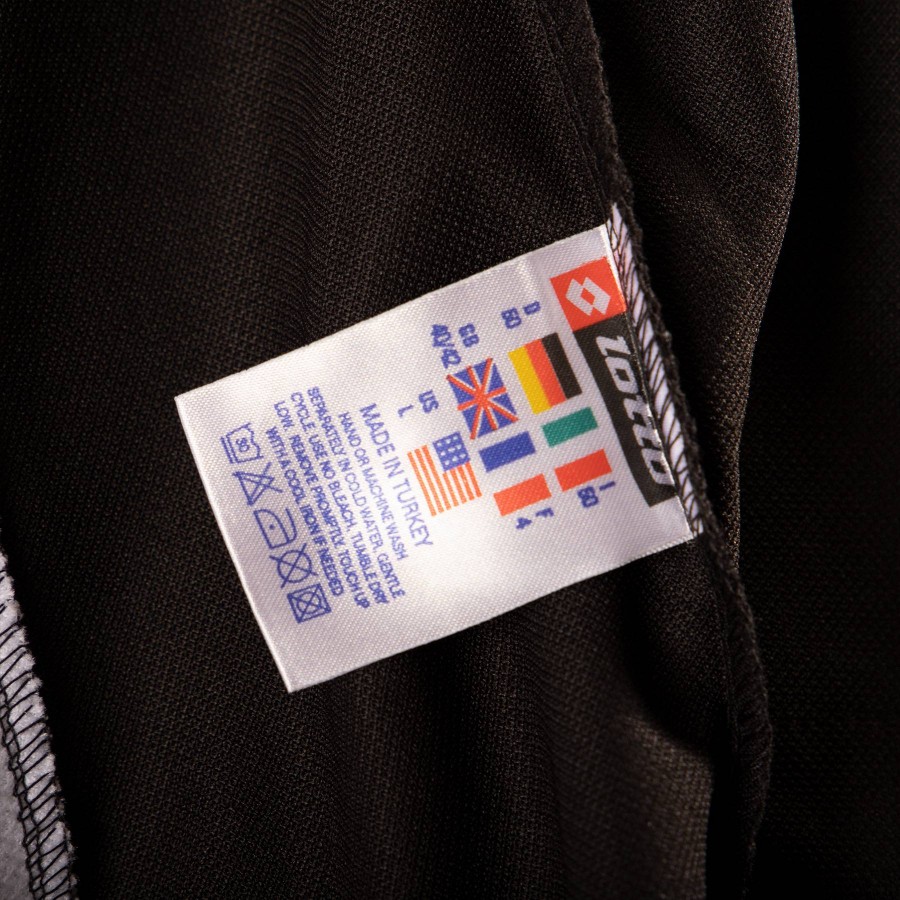 lotto
D
50
I
50
GB
40/42
F
4
US
L
MADE IN TURKEY
HAND OR MACHINE WASH
SEPARATELY IN COLD WATER, GENTLE
CYCLE. USE NO BLEACH. TUMBLE DRY
LOW. REMOVE PROMPTLY. TOUCH UP
WITH A COOL IRON IF NEEDED
30